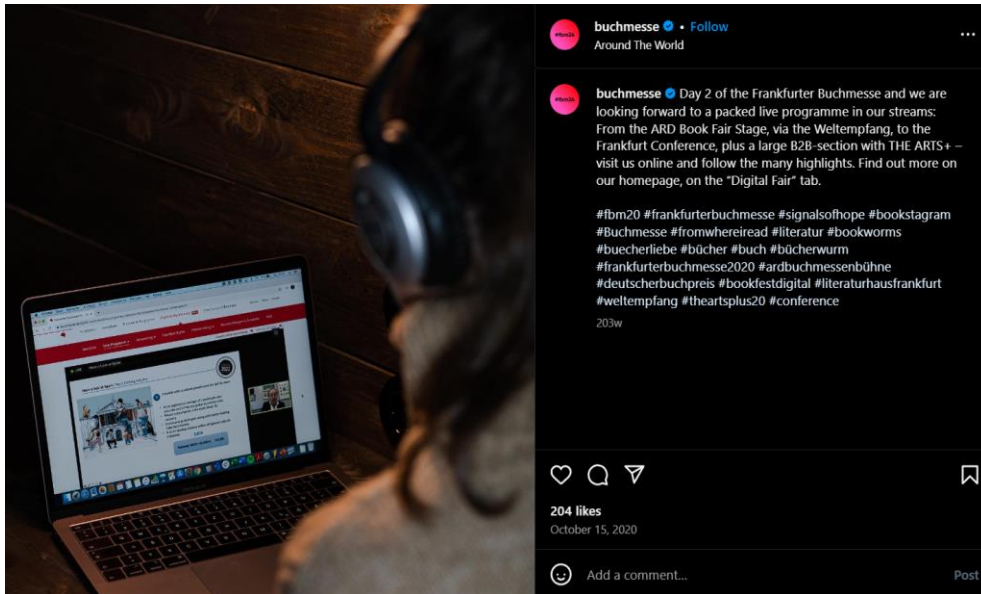 #fbm24
buchmesse • Follow
Around The World
#fbm24
buchmesse Day 2 of the Frankfurter Buchmesse and we are
looking forward to a packed live programme in our streams:
From the ARD Book Fair Stage, via the Weltempfang, to the
Frankfurt Conference, plus a large B2B-section with THE ARTS+ –
visit us online and follow the many highlights. Find out more on
our homepage, on the “Digital Fair” tab.
#fbm20 #frankfurterbuchmesse #signalsofhope #bookstagram
#Buchmesse #fromwhereiread #literatur #bookworms
#buecherliebe #bücher #buch #bücherwurm
#frankfurterbuchmesse2020 #ardbuchmessenbühne
#deutscherbuchpreis #bookfestdigital #literaturhausfrankfurt
#weltempfang #theartsplus20 #conference
203w
204 likes
October 15, 2020
Add a comment...
Post